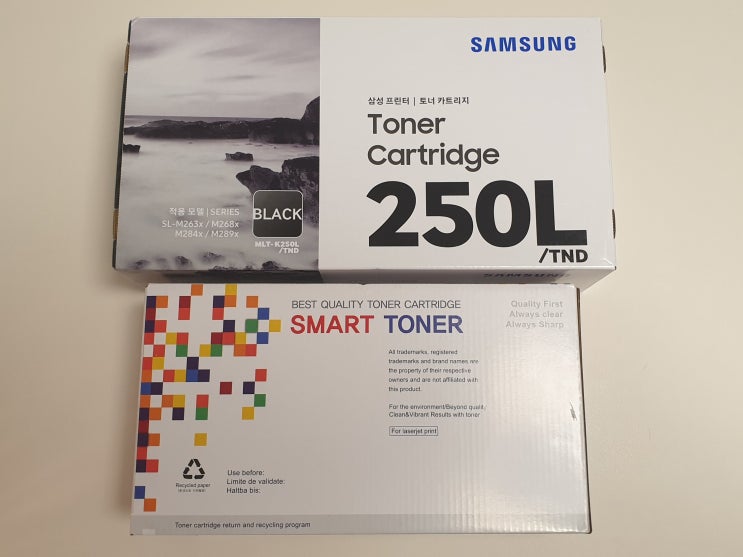 SAMSUNG
삼성 프린터 | 토너 카트리지
Toner
Cartridge
250L
/TND
적용 모델 | SERIES
SL-M263x / M268x
M284x / M289x
BLACK
MLT-K250L
/TND
SAMSUNG
BEST QUALITY TONER CARTRIDGE
SMART TONER
Quality First
Always clear
Always Sharp
All trademarks, registered
trademarks and brand names are
the property of their respective
owners and are not affiliated with
this product.
For the environment/Beyond qualit
Clean&Vibrant Results with toner
For laserjet print
Recycled paper
Use before:
Limite de validate:
Haltba bis:
Toner cartridge return and recycling program